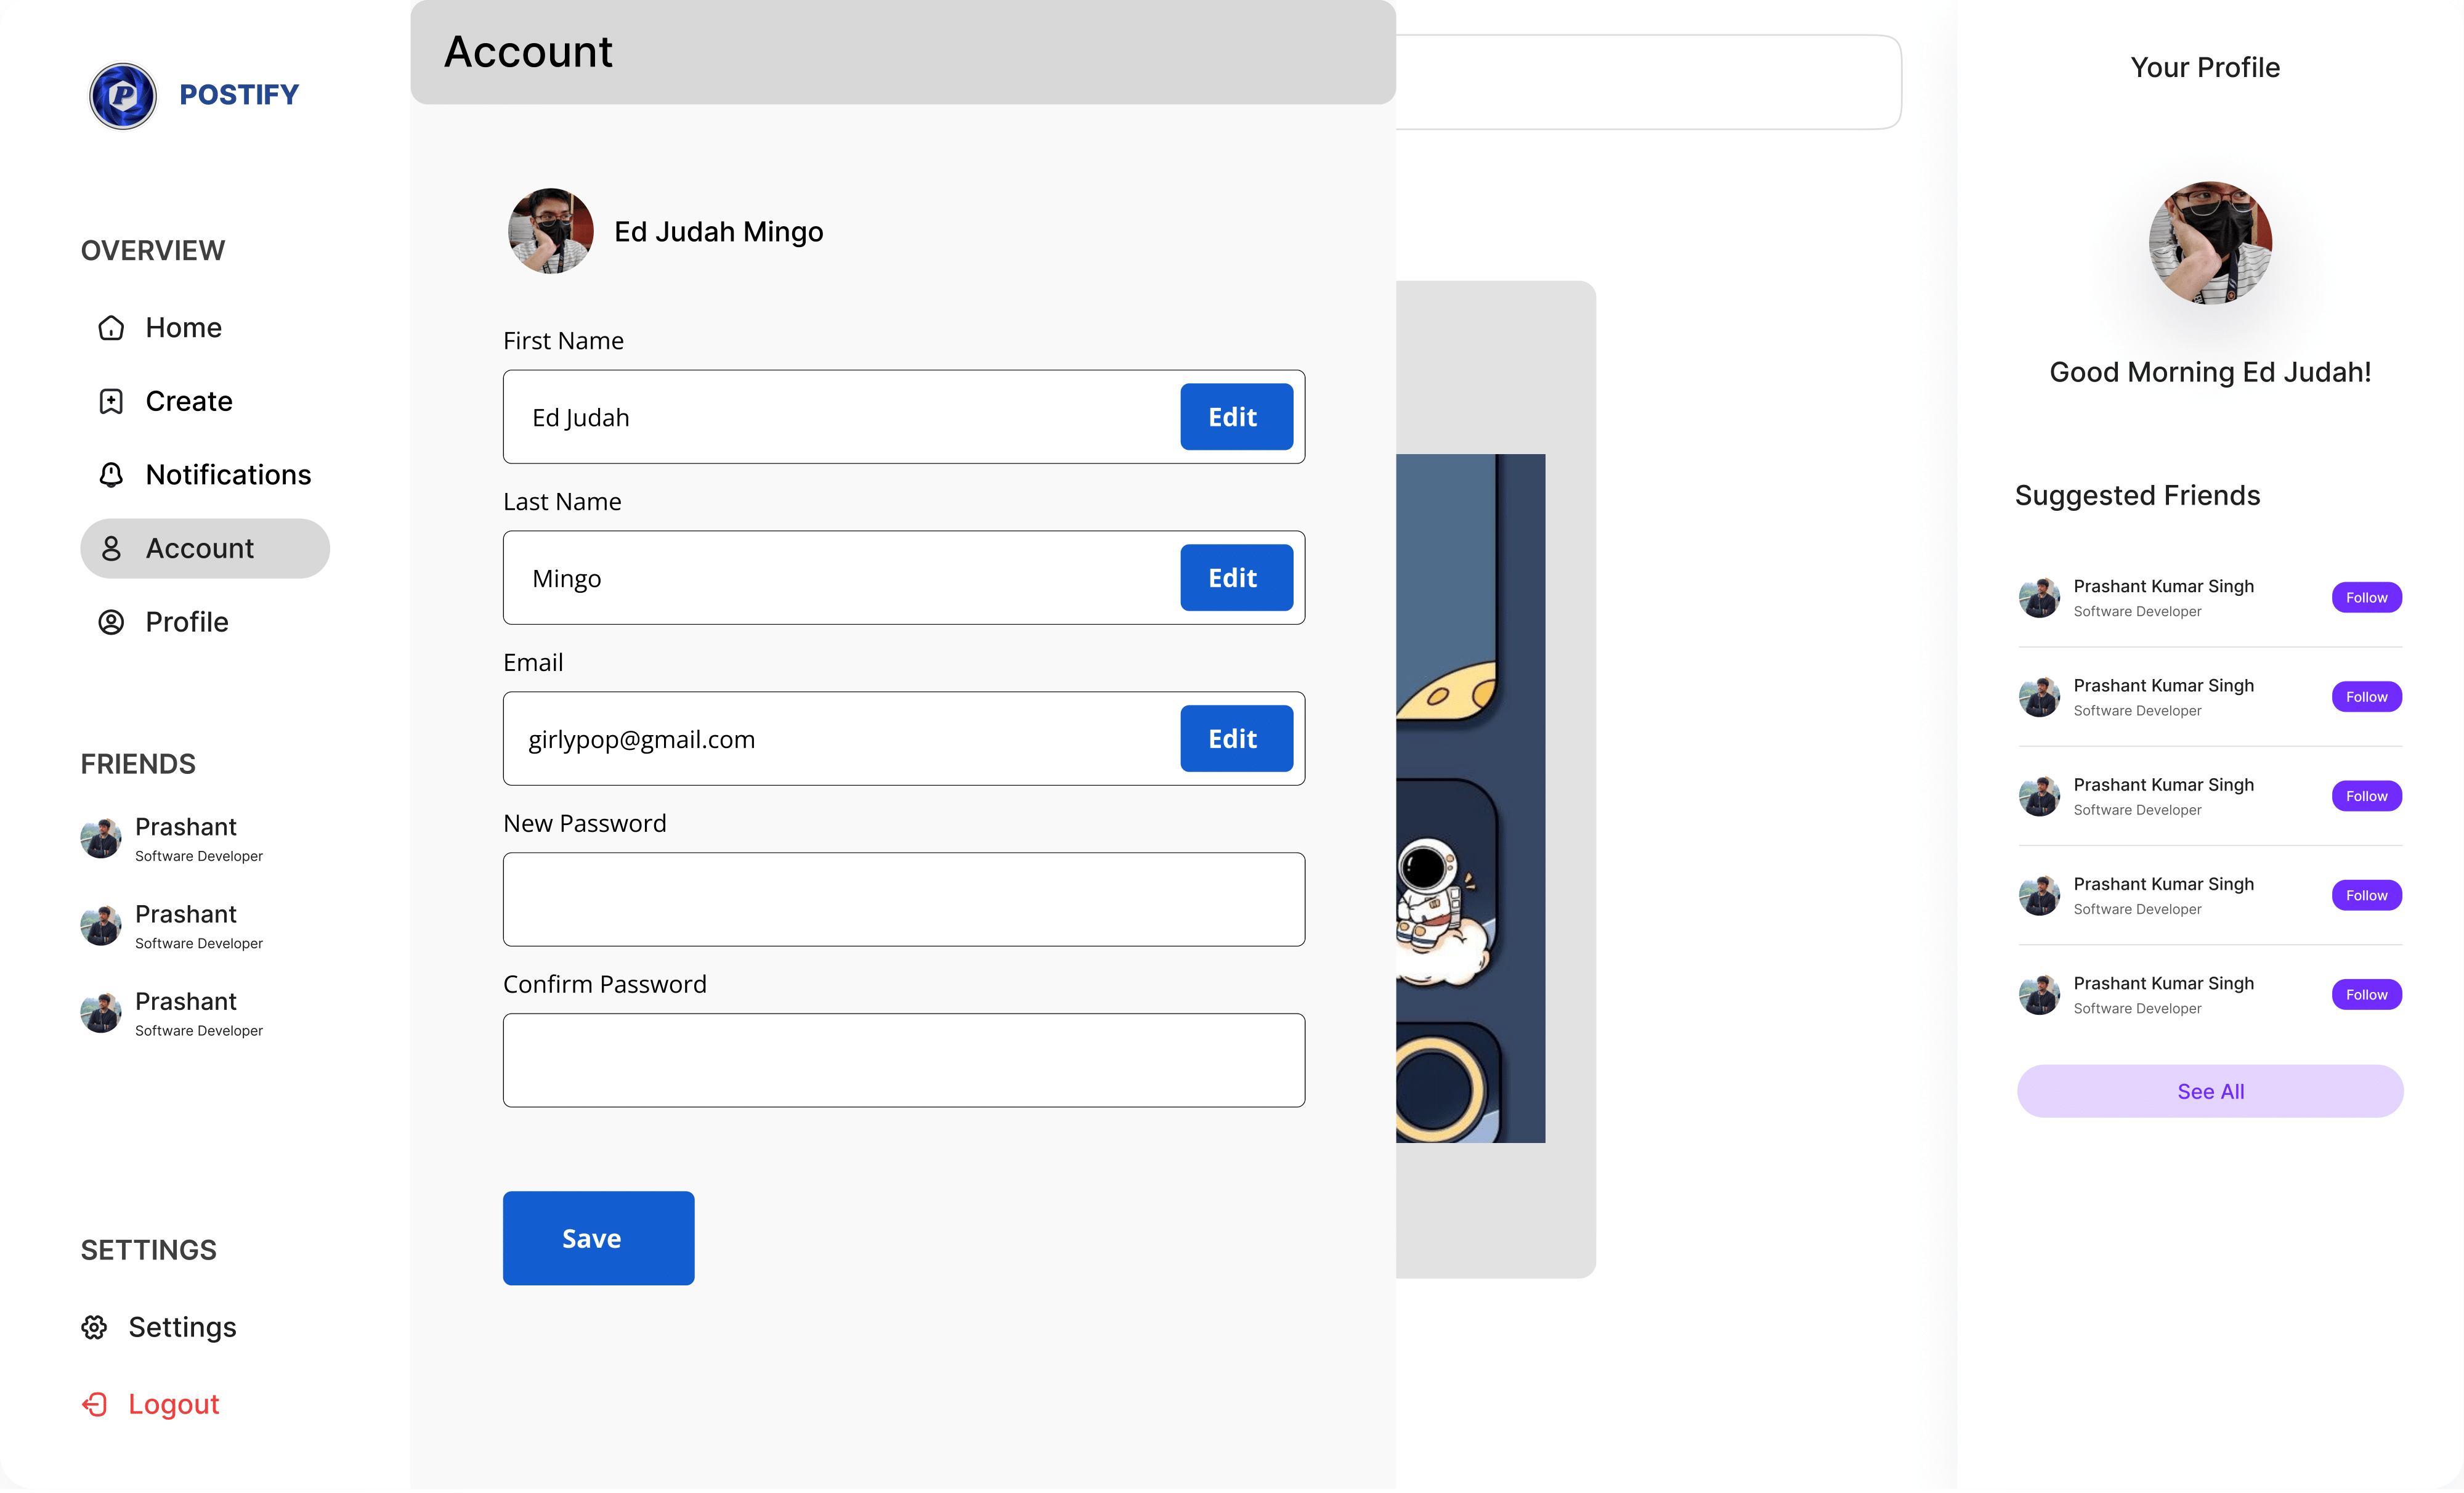 POSTIFY
OVERVIEW
Home
Create
Notifications
Account
Profile
FRIENDS
Prashant
Software Developer
Prashant
Software Developer
Prashant
Software Developer
SETTINGS
Settings
Logout
Account
Ed Judah Mingo
First Name
Ed Judah
Edit
Last Name
Mingo
Edit
Email
girlypop@gmail.com
Edit
New Password
Confirm Password
Save
Your Profile
Good Morning Ed Judah!
Suggested Friends
Prashant Kumar Singh
Software Developer
Follow
Prashant Kumar Singh
Software Developer
Follow
Prashant Kumar Singh
Software Developer
Follow
Prashant Kumar Singh
Software Developer
Follow
Prashant Kumar Singh
Software Developer
Follow
See All